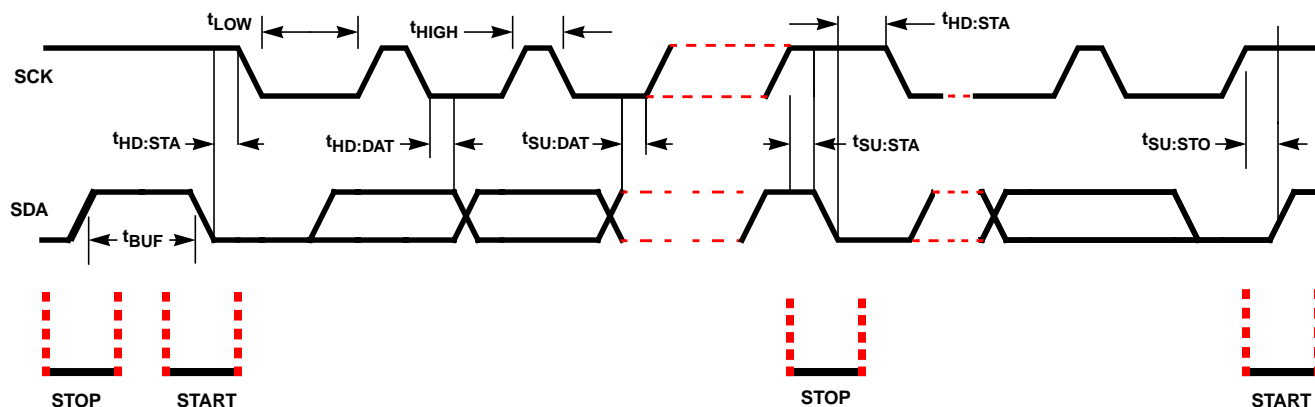 tLOW
tHIGH
tHD:STA
SCK
tHD:STA
tHD:DAT
tSU:DAT
tSU:STA
tSU:STO
SDA
tBUF
STOP
START
STOP
START